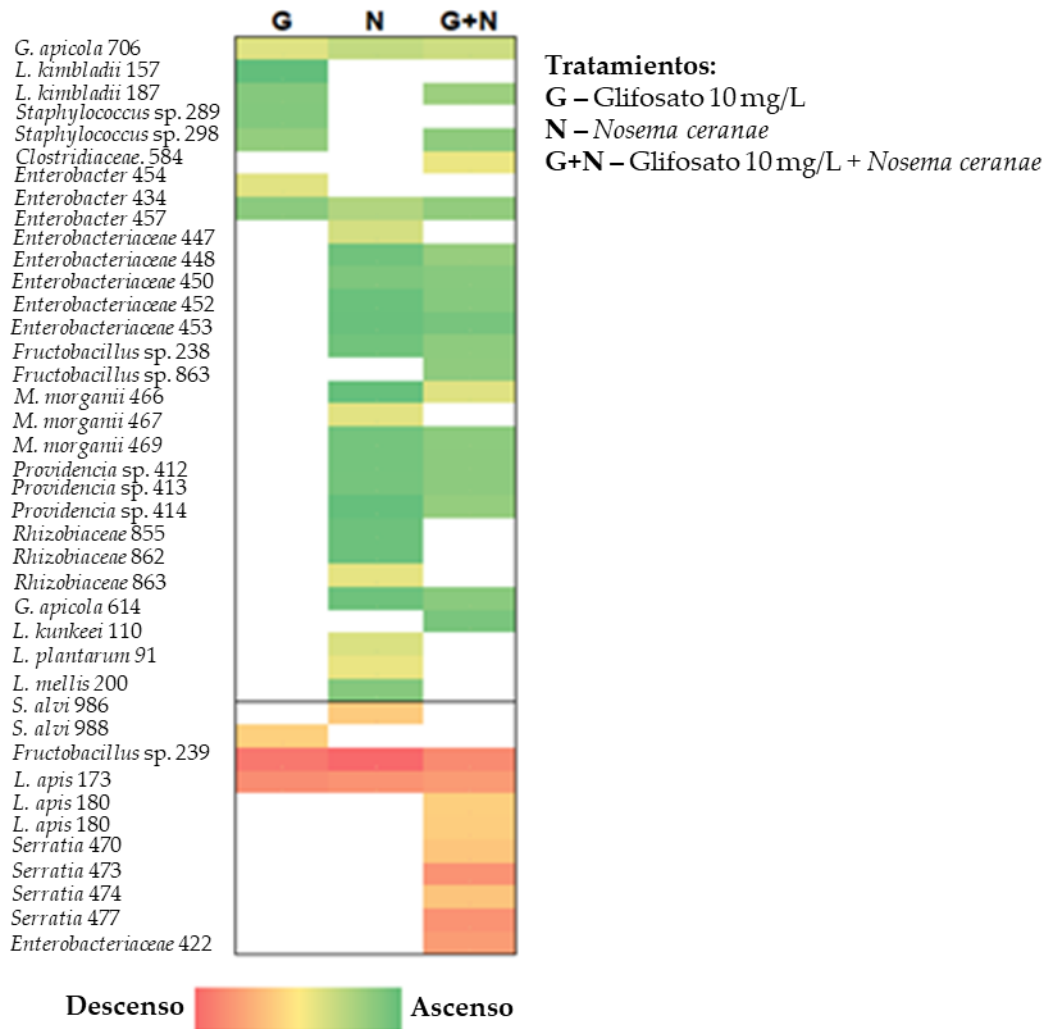 G N G+N
G. apicola 706
L. kimbladii 157
L. kimbladii 187
Staphylococcus sp. 289
Staphylococcus sp. 298
Clostridiaceae. 584
Enterobacter 454
Enterobacter 434
Enterobacter 457
Enterobacteriaceae 447
Enterobacteriaceae 448
Enterobacteriaceae 450
Enterobacteriaceae 452
Enterobacteriaceae 453
Fructobacillus sp. 238
Fructobacillus sp. 863
M. morganii 466
M. morganii 467
M. morganii 469
Providencia sp. 412
Providencia sp. 413
Providencia sp. 414
Rhizobiaceae 855
Rhizobiaceae 862
Rhizobiaceae 863
G. apicola 614
L. kunkeei 110
L. plantarum 91
L. mellis 200
S. alvi 986
S. alvi 988
Fructobacillus sp. 239
L. apis 173
L. apis 180
L. apis 180
Serratia 470
Serratia 473
Serratia 474
Serratia 477
Enterobacteriaceae 422
Descenso Ascenso
Tratamientos:
G – Glifosato 10 mg/L
N – Nosema ceranae
G+N – Glifosato 10 mg/L + Nosema ceranae